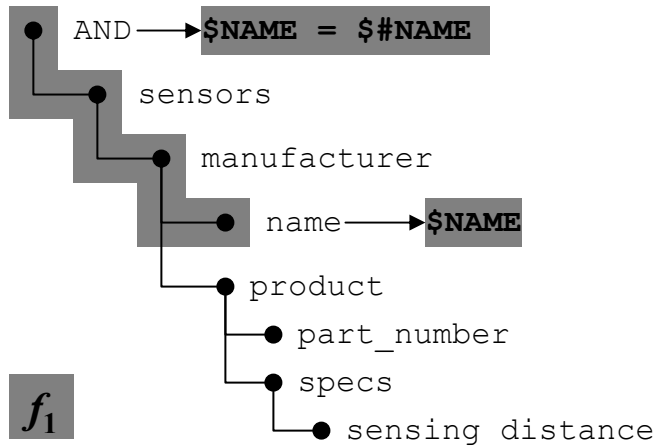 AND $NAME = $#NAME
sensors
manufacturer
name $NAME
product
part_number
specs
f1 sensing distance